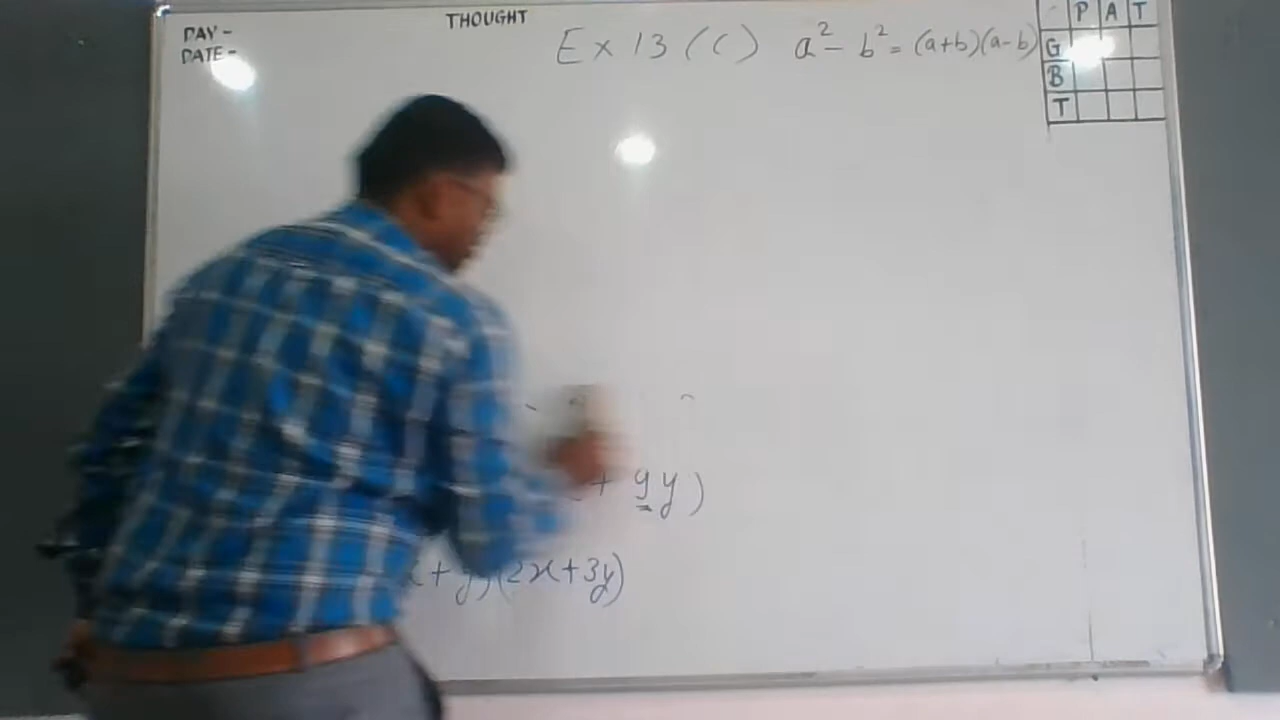 THOUGHT
DAY-
DATE-
Ex 13 (C) a²- b² = (a+b)(a-b)
P A T
G
B
T
+ 9y)
x+y)(2x+3y)